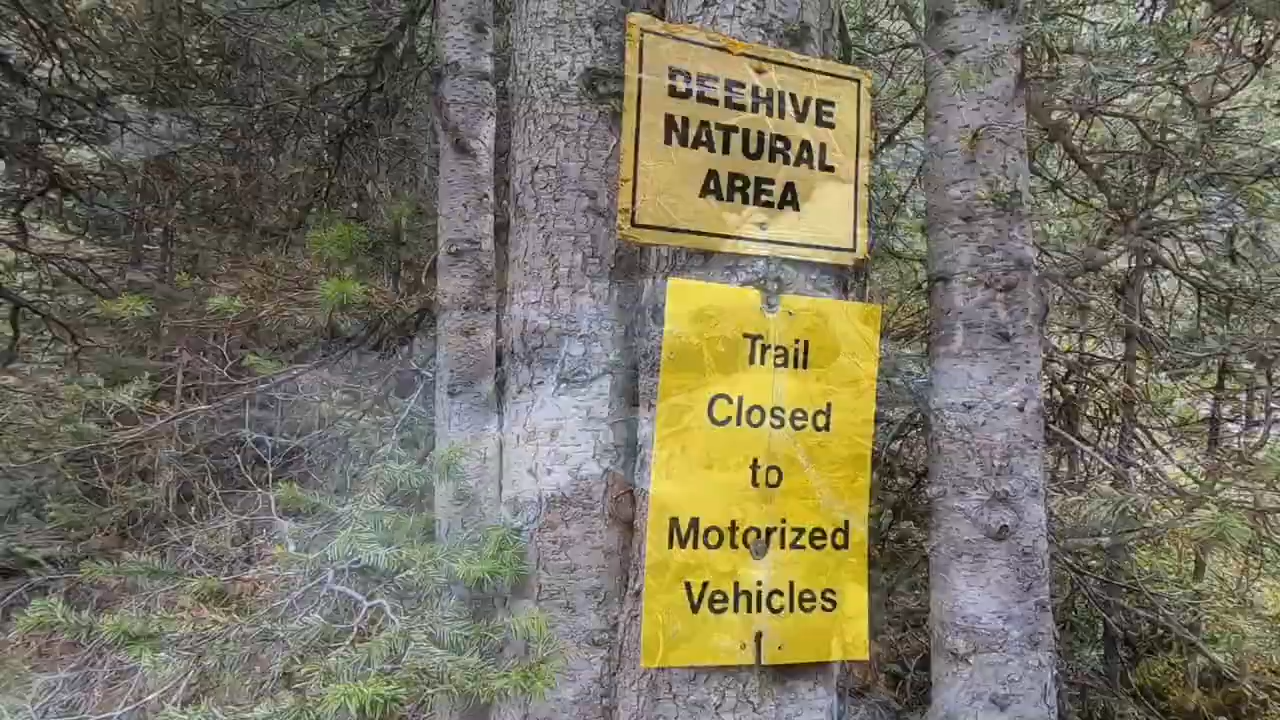 BEEHIVE
NATURAL
AREA
Trail
Closed
to
Motorized
Vehicles